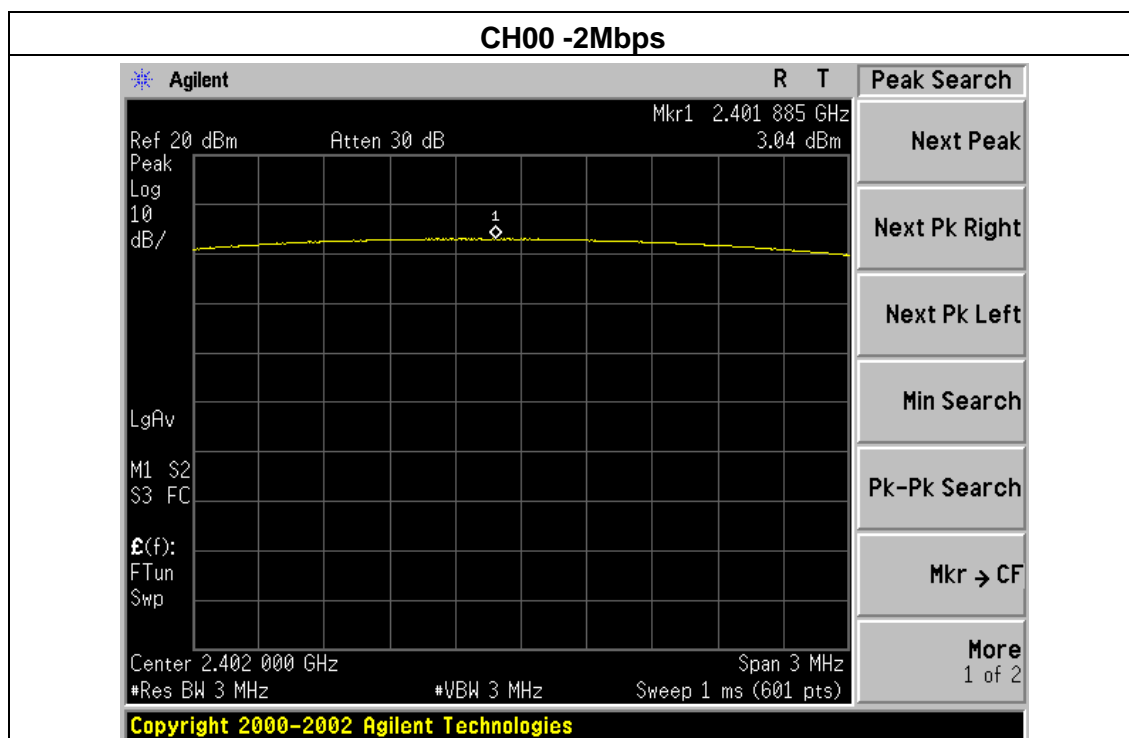 CH00 -2Mbps
Agilent R T Peak Search
Mkr1 2.401 885 GHz
Ref 20 dBm Atten 30 dB 3.04 dBm
Peak
Log
10
dB/
1
LgAv
M1 S2
S3 FC
£(f):
FTun
Swp
Center 2.402 000 GHz Span 3 MHz
#Res BW 3 MHz #VBW 3 MHz Sweep 1 ms (601 pts)
Copyright 2000-2002 Agilent Technologies
Next Peak
Next Pk Right
Next Pk Left
Min Search
Pk-Pk Search
Mkr → CF
More
1 of 2